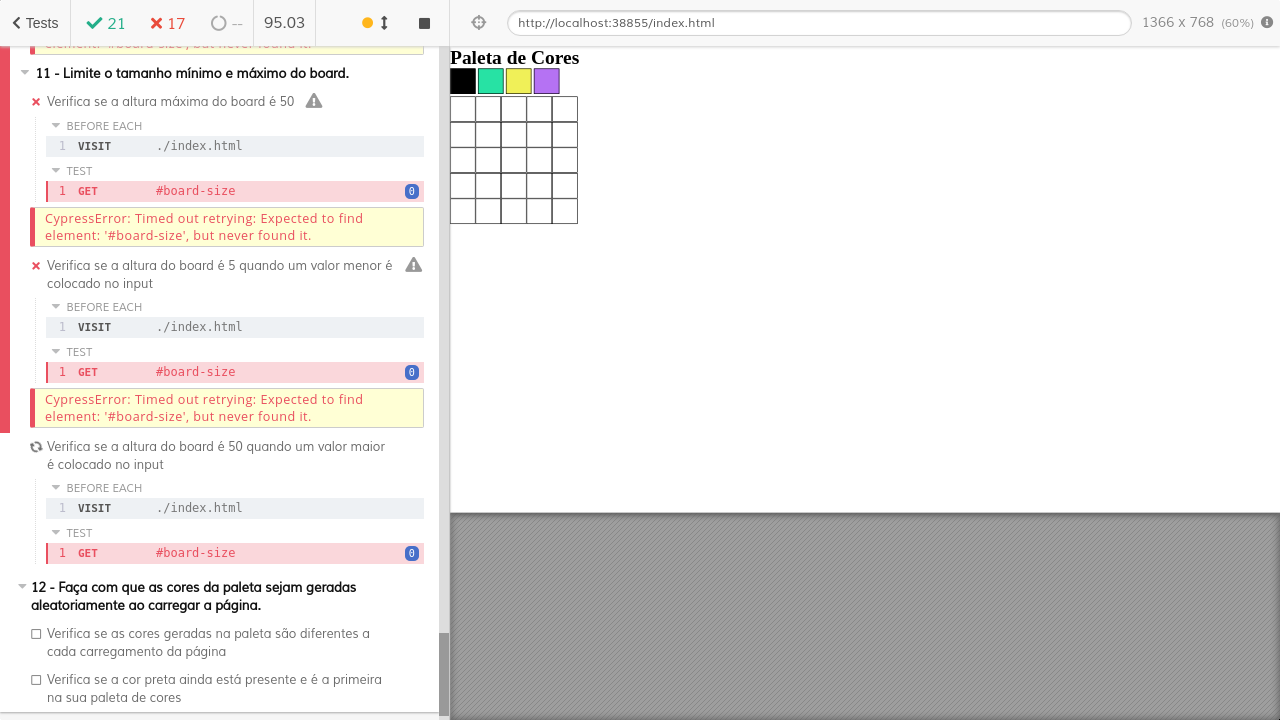 Tests
21
17
--
95.03
http://localhost:38855/index.html
1366 x 768 (60%)
element: '#board-size', but never found it.
11 - Limite o tamanho mínimo e máximo do board.
Verifica se a altura máxima do board é 50
BEFORE EACH
1 VISIT ./index.html
TEST
1 GET #board-size 0
CypressError: Timed out retrying: Expected to find
element: '#board-size', but never found it.
Verifica se a altura do board é 5 quando um valor menor é
colocado no input
BEFORE EACH
1 VISIT ./index.html
TEST
1 GET #board-size 0
CypressError: Timed out retrying: Expected to find
element: '#board-size', but never found it.
Verifica se a altura do board é 50 quando um valor maior
é colocado no input
BEFORE EACH
1 VISIT ./index.html
TEST
1 GET #board-size 0
12 - Faça com que as cores da paleta sejam geradas
aleatoriamente ao carregar a página.
Verifica se as cores geradas na paleta são diferentes a
cada carregamento da página
Verifica se a cor preta ainda está presente e é a primeira
na sua paleta de cores
Paleta de Cores